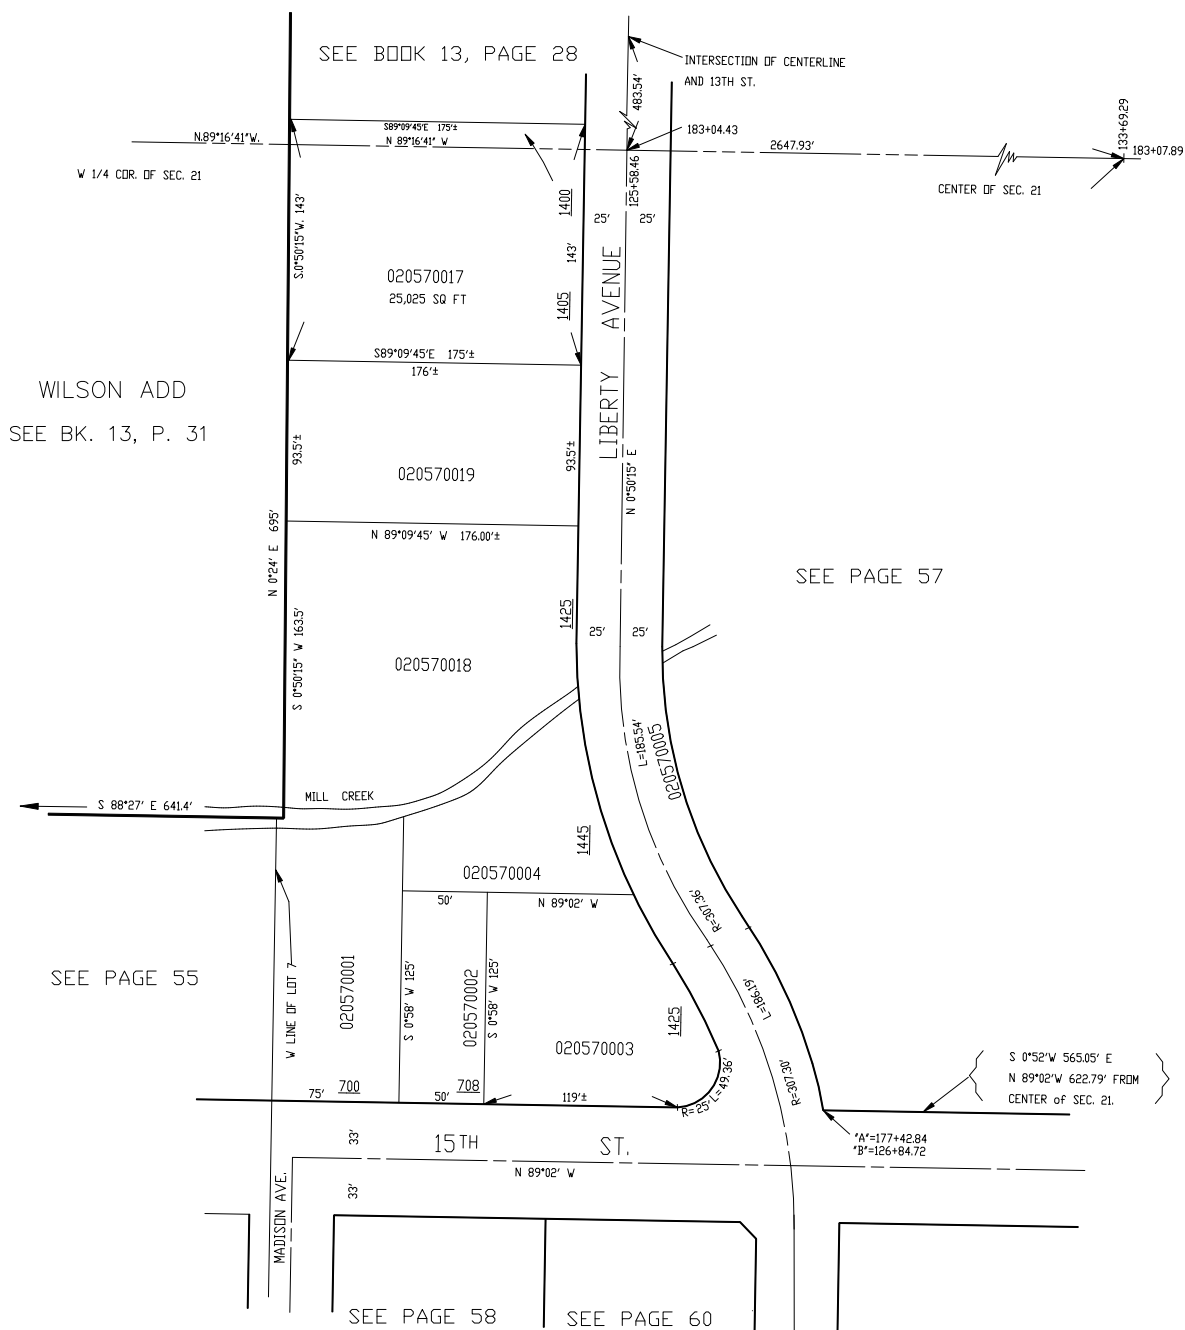 SEE BOOK 13, PAGE 28
INTERSECTION OF CENTERLINE
AND 13TH ST.
483.54'
133+69.29
S89°09'45"E 175'±
N 89°16'41" W
N.89°16'41"W.
183+04.43
2647.93'
183+07.89
W 1/4 COR. OF SEC. 21
125+58.46
CENTER OF SEC. 21
1400
25'
25'
S.0°50'15"W. 143'
143'
020570017
25,025 SQ FT
1405
LIBERTY AVENUE
S89°09'45"E 175'±
176'±
WILSON ADD
SEE BK. 13, P. 31
93.5'±
93.5'±
020570019
N 0°50'15" E
N 0°24' E 695'
N 89°09'45' W 176.00'±
SEE PAGE 57
1425
25'
25'
S 0°50'15" W 163.5'
020570018
L=185.54'
020570005
MILL CREEK
S 88°27' E 641.4'
1445
020570004
50'
N 89°02' W
R=307.36'
SEE PAGE 55
W LINE OF LOT 7
020570001
S 0°58' W 125'
020570002
S 0°58' W 125'
020570003
1425
L=186.19'
R=307.30'
S 0°52'W 565.05' E
N 89°02'W 622.79' FROM
CENTER of SEC. 21.
75'
700
50'
708
119'±
R=25'
L=49.36'
"A"=177+42.84
"B"=126+84.72
33'
15TH ST.
N 89°02' W
33'
MADISON AVE.
SEE PAGE 58
SEE PAGE 60